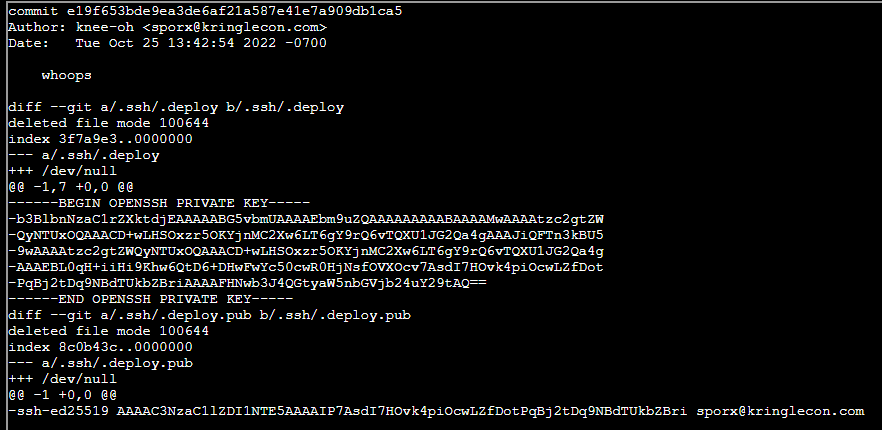 commit e19f653bde9ea3de6af21a587e41e7a909db1ca5
Author: knee-oh <sporx@kringlecon.com>
Date:   Tue Oct 25 13:42:54 2022 -0700
    whoops
diff --git a/.ssh/.deploy b/.ssh/.deploy
deleted file mode 100644
index 3f7a9e3..0000000
--- a/.ssh/.deploy
+++ /dev/null
@@ -1,7 +0,0 @@
------BEGIN OPENSSH PRIVATE KEY-----
-b3BlbnNzaC1rZXktdjEAAAAABG5vbmUAAAAEbm9uZQAAAAAAAAABAAAAMwAAAAtzc2gtZW
-QyNTUxOQAAACD+wLHSOxzr5OKYjnMC2Xw6LT6gY9rQ6vTQXU1JG2Qa4gAAAJiQFTn3kBU5
-9wAAAAtzc2gtZWQyNTUxOQAAACD+wLHSOxzr5OKYjnMC2Xw6LT6gY9rQ6vTQXU1JG2Qa4g
-AAAEBL0qH+iiHi9Khw6QtD6+DHwFwYc50cwR0HjNsfOVXOcv7AsdI7HOvk4piOcwLZfDot
-PqBj2tDq9NBdTUkbZBriAAAAFHNwb3J4QGtyaW5nbGVjb24uY29tAQ==
------END OPENSSH PRIVATE KEY-----
diff --git a/.ssh/.deploy.pub b/.ssh/.deploy.pub
deleted file mode 100644
index 8c0b43c..0000000
--- a/.ssh/.deploy.pub
+++ /dev/null
@@ -1 +0,0 @@
-ssh-ed25519 AAAAC3NzaC1lZDI1NTE5AAAAIP7AsdI7HOvk4piOcwLZfDotPqBj2tDq9NBdTUkbZBri sporx@kringlecon.com